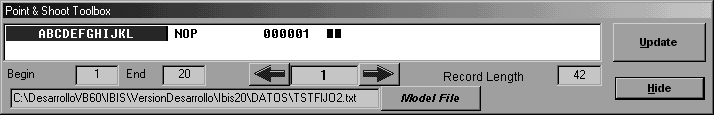 Point & Shoot Toolbox
ABCDEFGHIJKL NOP 000001
Update
Begin 1 End 20 1 Record Length 42
Hide
C:\DesarrolloVB60\IBIS\VersionDesarrollo\Ibis20\DATOS\TSTFIJO2.txt Model File